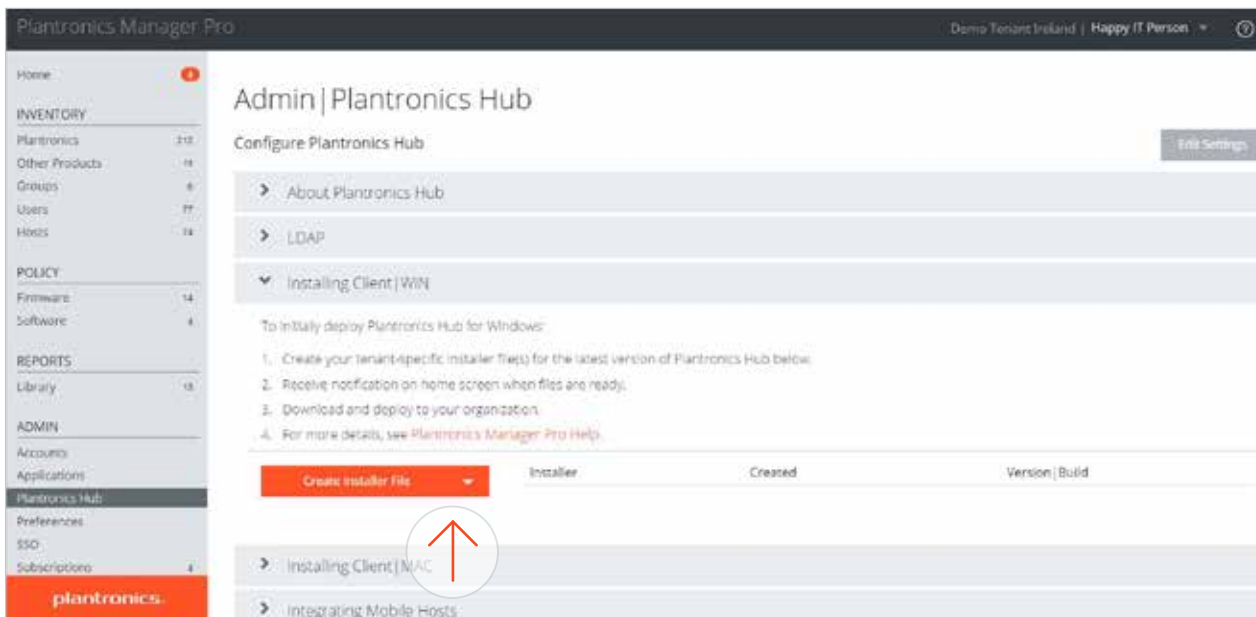 Plantronics Manager Pro
Demo Tenant Ireland | Happy IT Person
Home
INVENTORY
Plantronics
Other Products
Groups
Users
Hosts
POLICY
Firmware 14
Software 4
REPORTS
Library
ADMIN
Accounts
Applications
Plantronics Hub
Preferences
SSO
Subscriptions 4
plantronics.
Admin|Plantronics Hub
Configure Plantronics Hub
Edit Settings
About Plantronics Hub
LDAP
Installing Client|WIN
To initially deploy Plantronics Hub for Windows:
1. Create your tenant-specific installer file(s) for the latest version of Plantronics Hub below.
2. Receive notification on home screen when files are ready.
3. Download and deploy to your organization.
4. For more details, see Plantronics Manager Pro Help.
Create Installer File
Installer Created Version|Build
Installing Client|MAC
Integrating Mobile Hosts